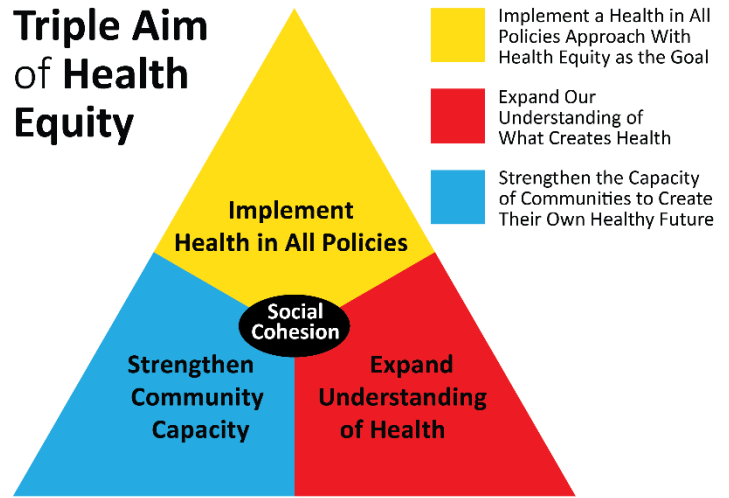 Triple Aim
of Health
Equity
Implement a Health in All
Policies Approach With
Health Equity as the Goal
Expand Our
Understanding of
What Creates Health
Strengthen the Capacity
of Communities to Create
Their Own Healthy Future
Implement
Health in All Policies
Social
Cohesion
Strengthen
Community
Capacity
Expand
Understanding
of Health